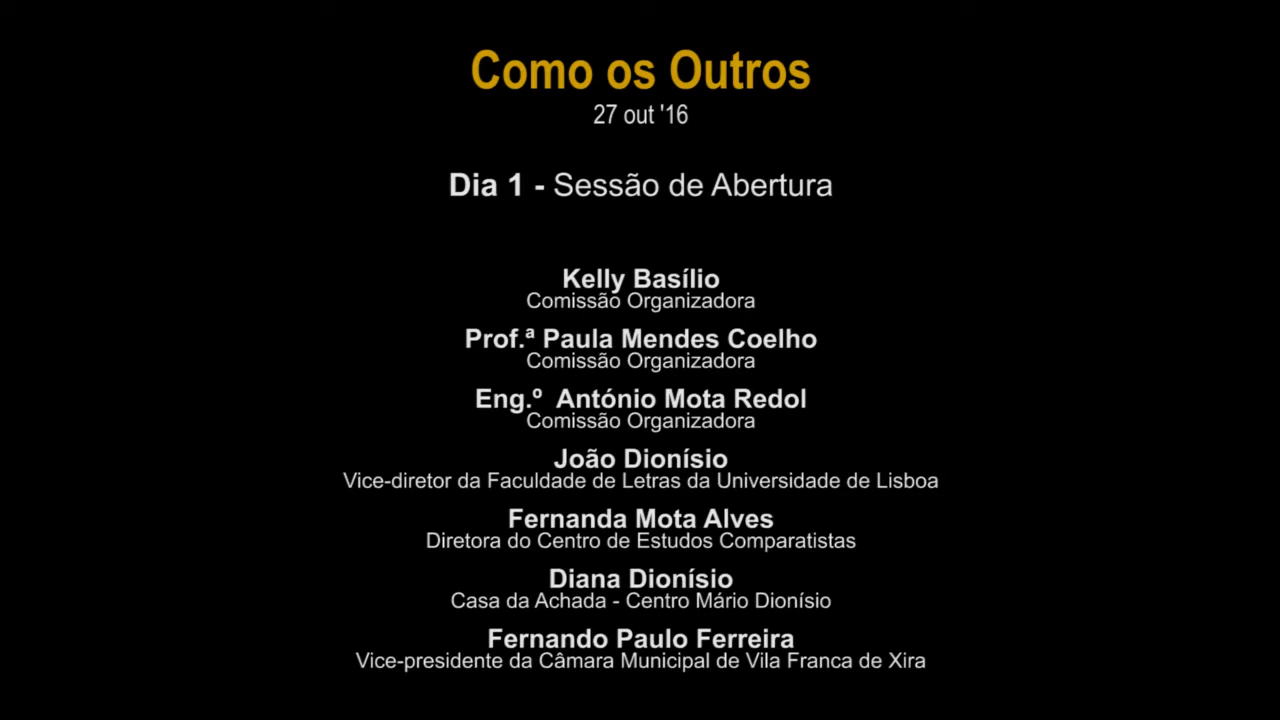 Como os Outros
27 out '16
Dia 1 - Sessão de Abertura
Kelly Basílio
Comissão Organizadora
Prof.ª Paula Mendes Coelho
Comissão Organizadora
Eng.º  António Mota Redol
Comissão Organizadora
João Dionísio
Vice-diretor da Faculdade de Letras da Universidade de Lisboa
Fernanda Mota Alves
Diretora do Centro de Estudos Comparatistas
Diana Dionísio
Casa da Achada - Centro Mário Dionísio
Fernando Paulo Ferreira
Vice-presidente da Câmara Municipal de Vila Franca de Xira